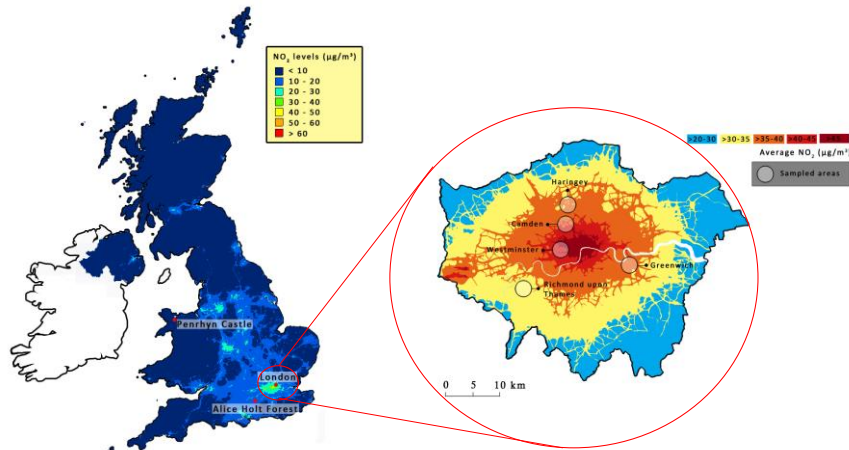 NOₓ levels (µg/m³)
< 10
10 - 20
20 - 30
30 - 40
40 - 50
50 - 60
> 60
Penrhyn Castle
London
Alice Holt Forest
>20-30 >30-35 >35-40 >40-45
Average NO₂ (µg/m³)
Sampled areas
Haringey
Camden
Westminster
Greenwich
Richmond upon
Thames
0 5 10 km